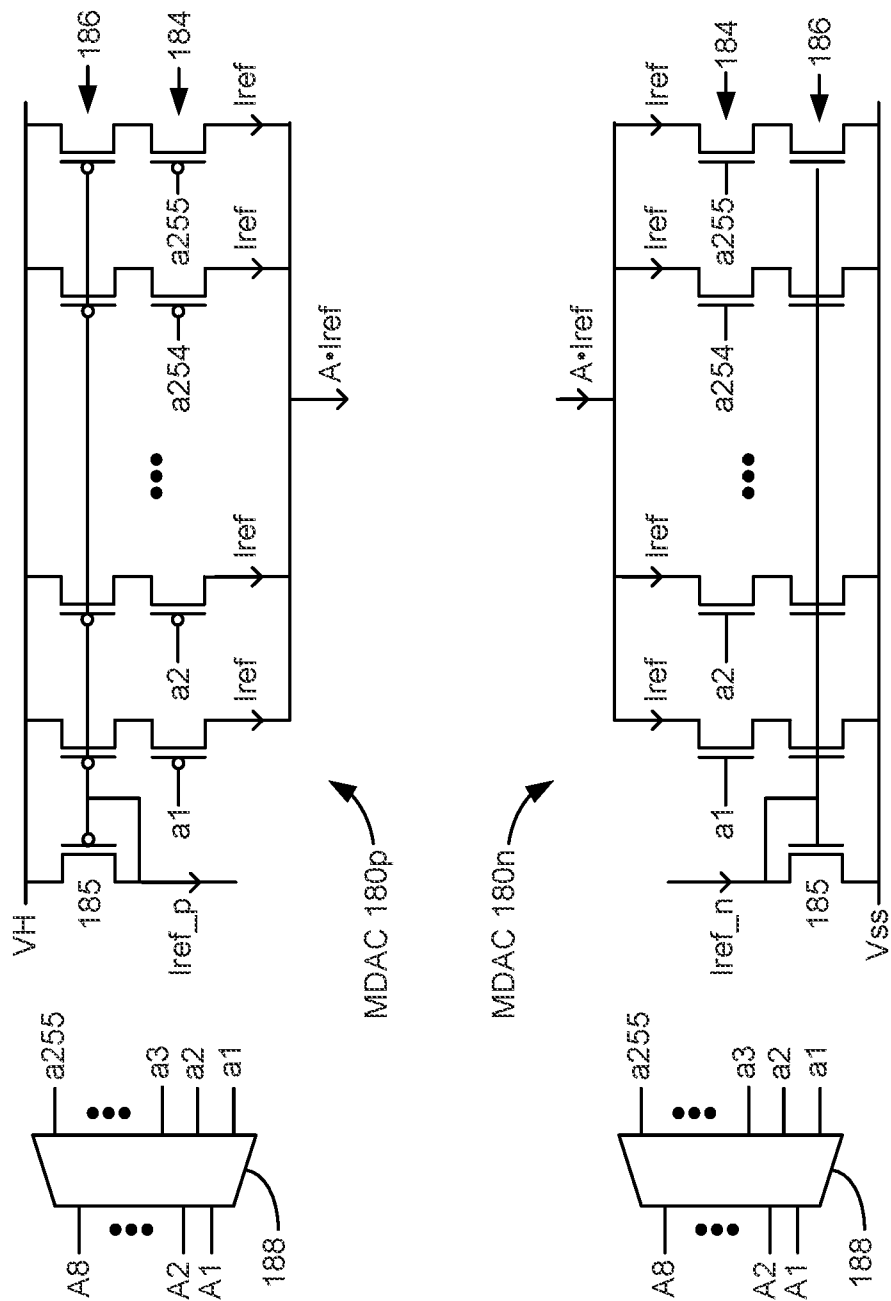 A8
A2
A1
188
a255
a3
a2
a1
VH
185
Iref_p
a1
a2
a254
a255
186
184
Iref
Iref
Iref
Iref
A•Iref
MDAC 180p
A8
A2
A1
188
a255
a3
a2
a1
MDAC 180n
A•Iref
Iref_n
Iref
Iref
Iref
Iref
a1
a2
a254
a255
184
186
185
Vss